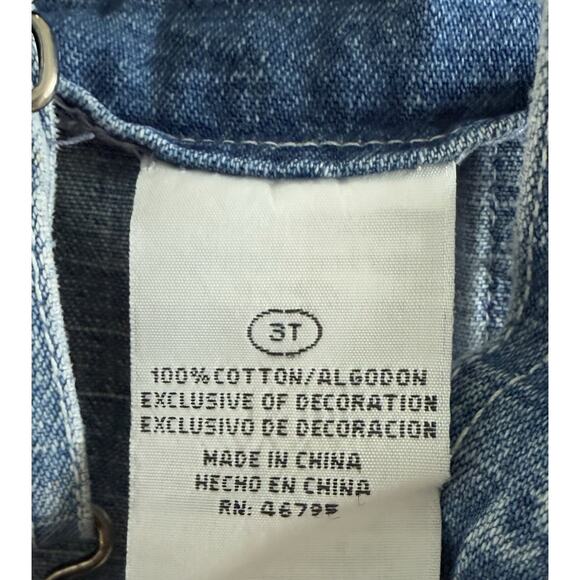 3T
100% COTTON/ALGODON
EXCLUSIVE OF DECORATION
EXCLUSIVO DE DECORACION
MADE IN CHINA
HECHO EN CHINA
RN: 46795